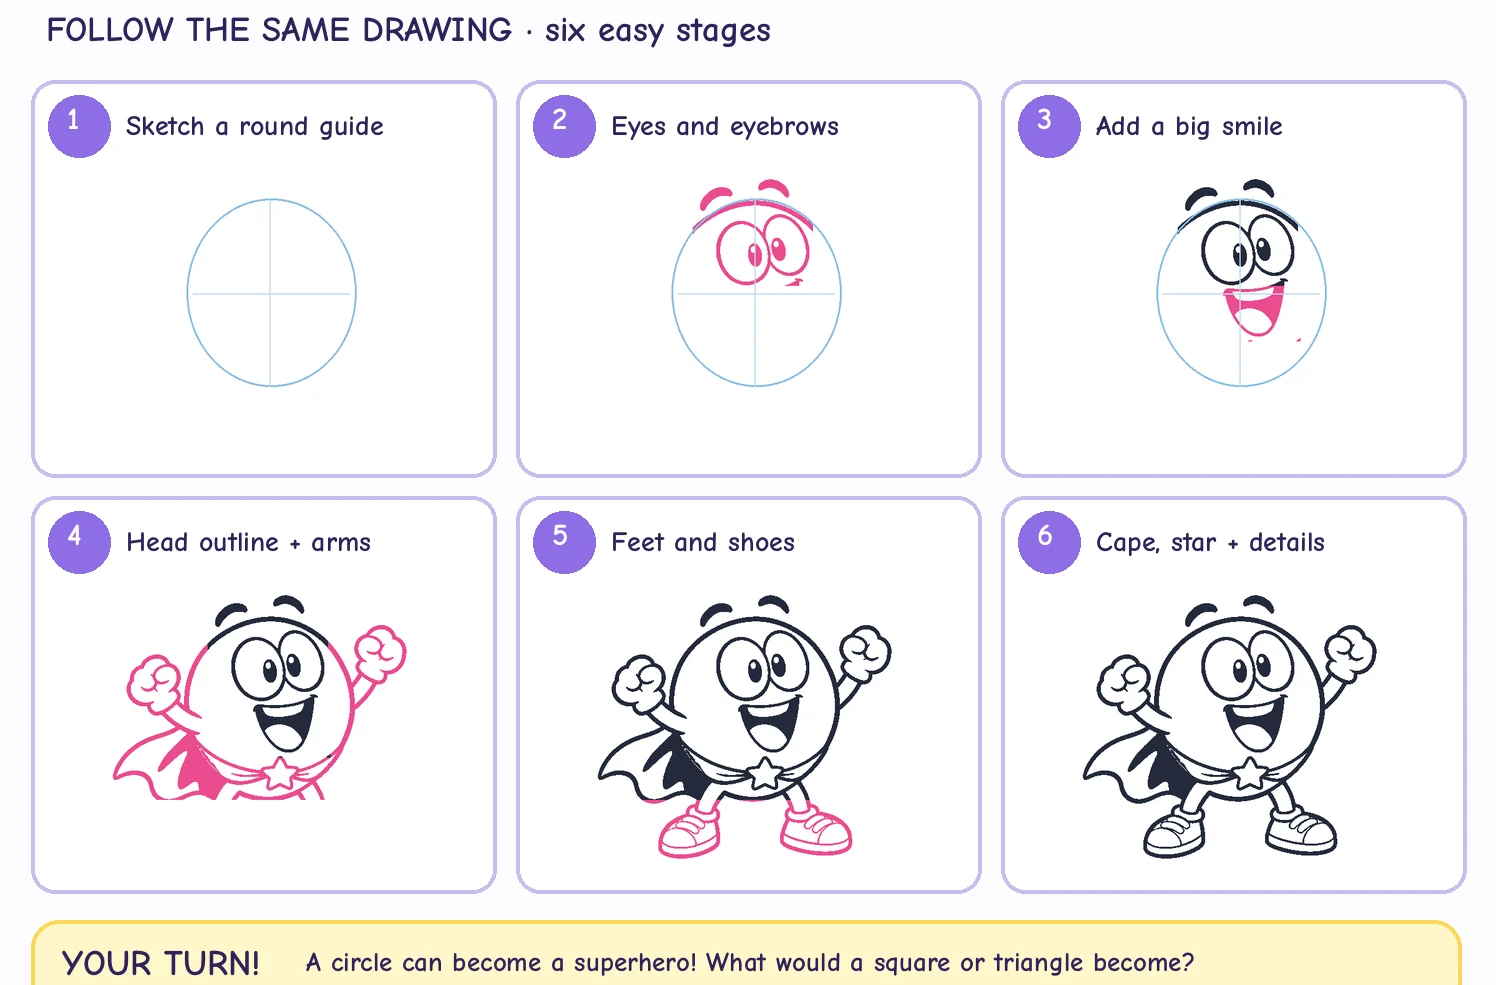 FOLLOW THE SAME DRAWING · six easy stages
1 Sketch a round guide
2 Eyes and eyebrows
3 Add a big smile
4 Head outline + arms
5 Feet and shoes
6 Cape, star + details
YOUR TURN! A circle can become a superhero! What would a square or triangle become?